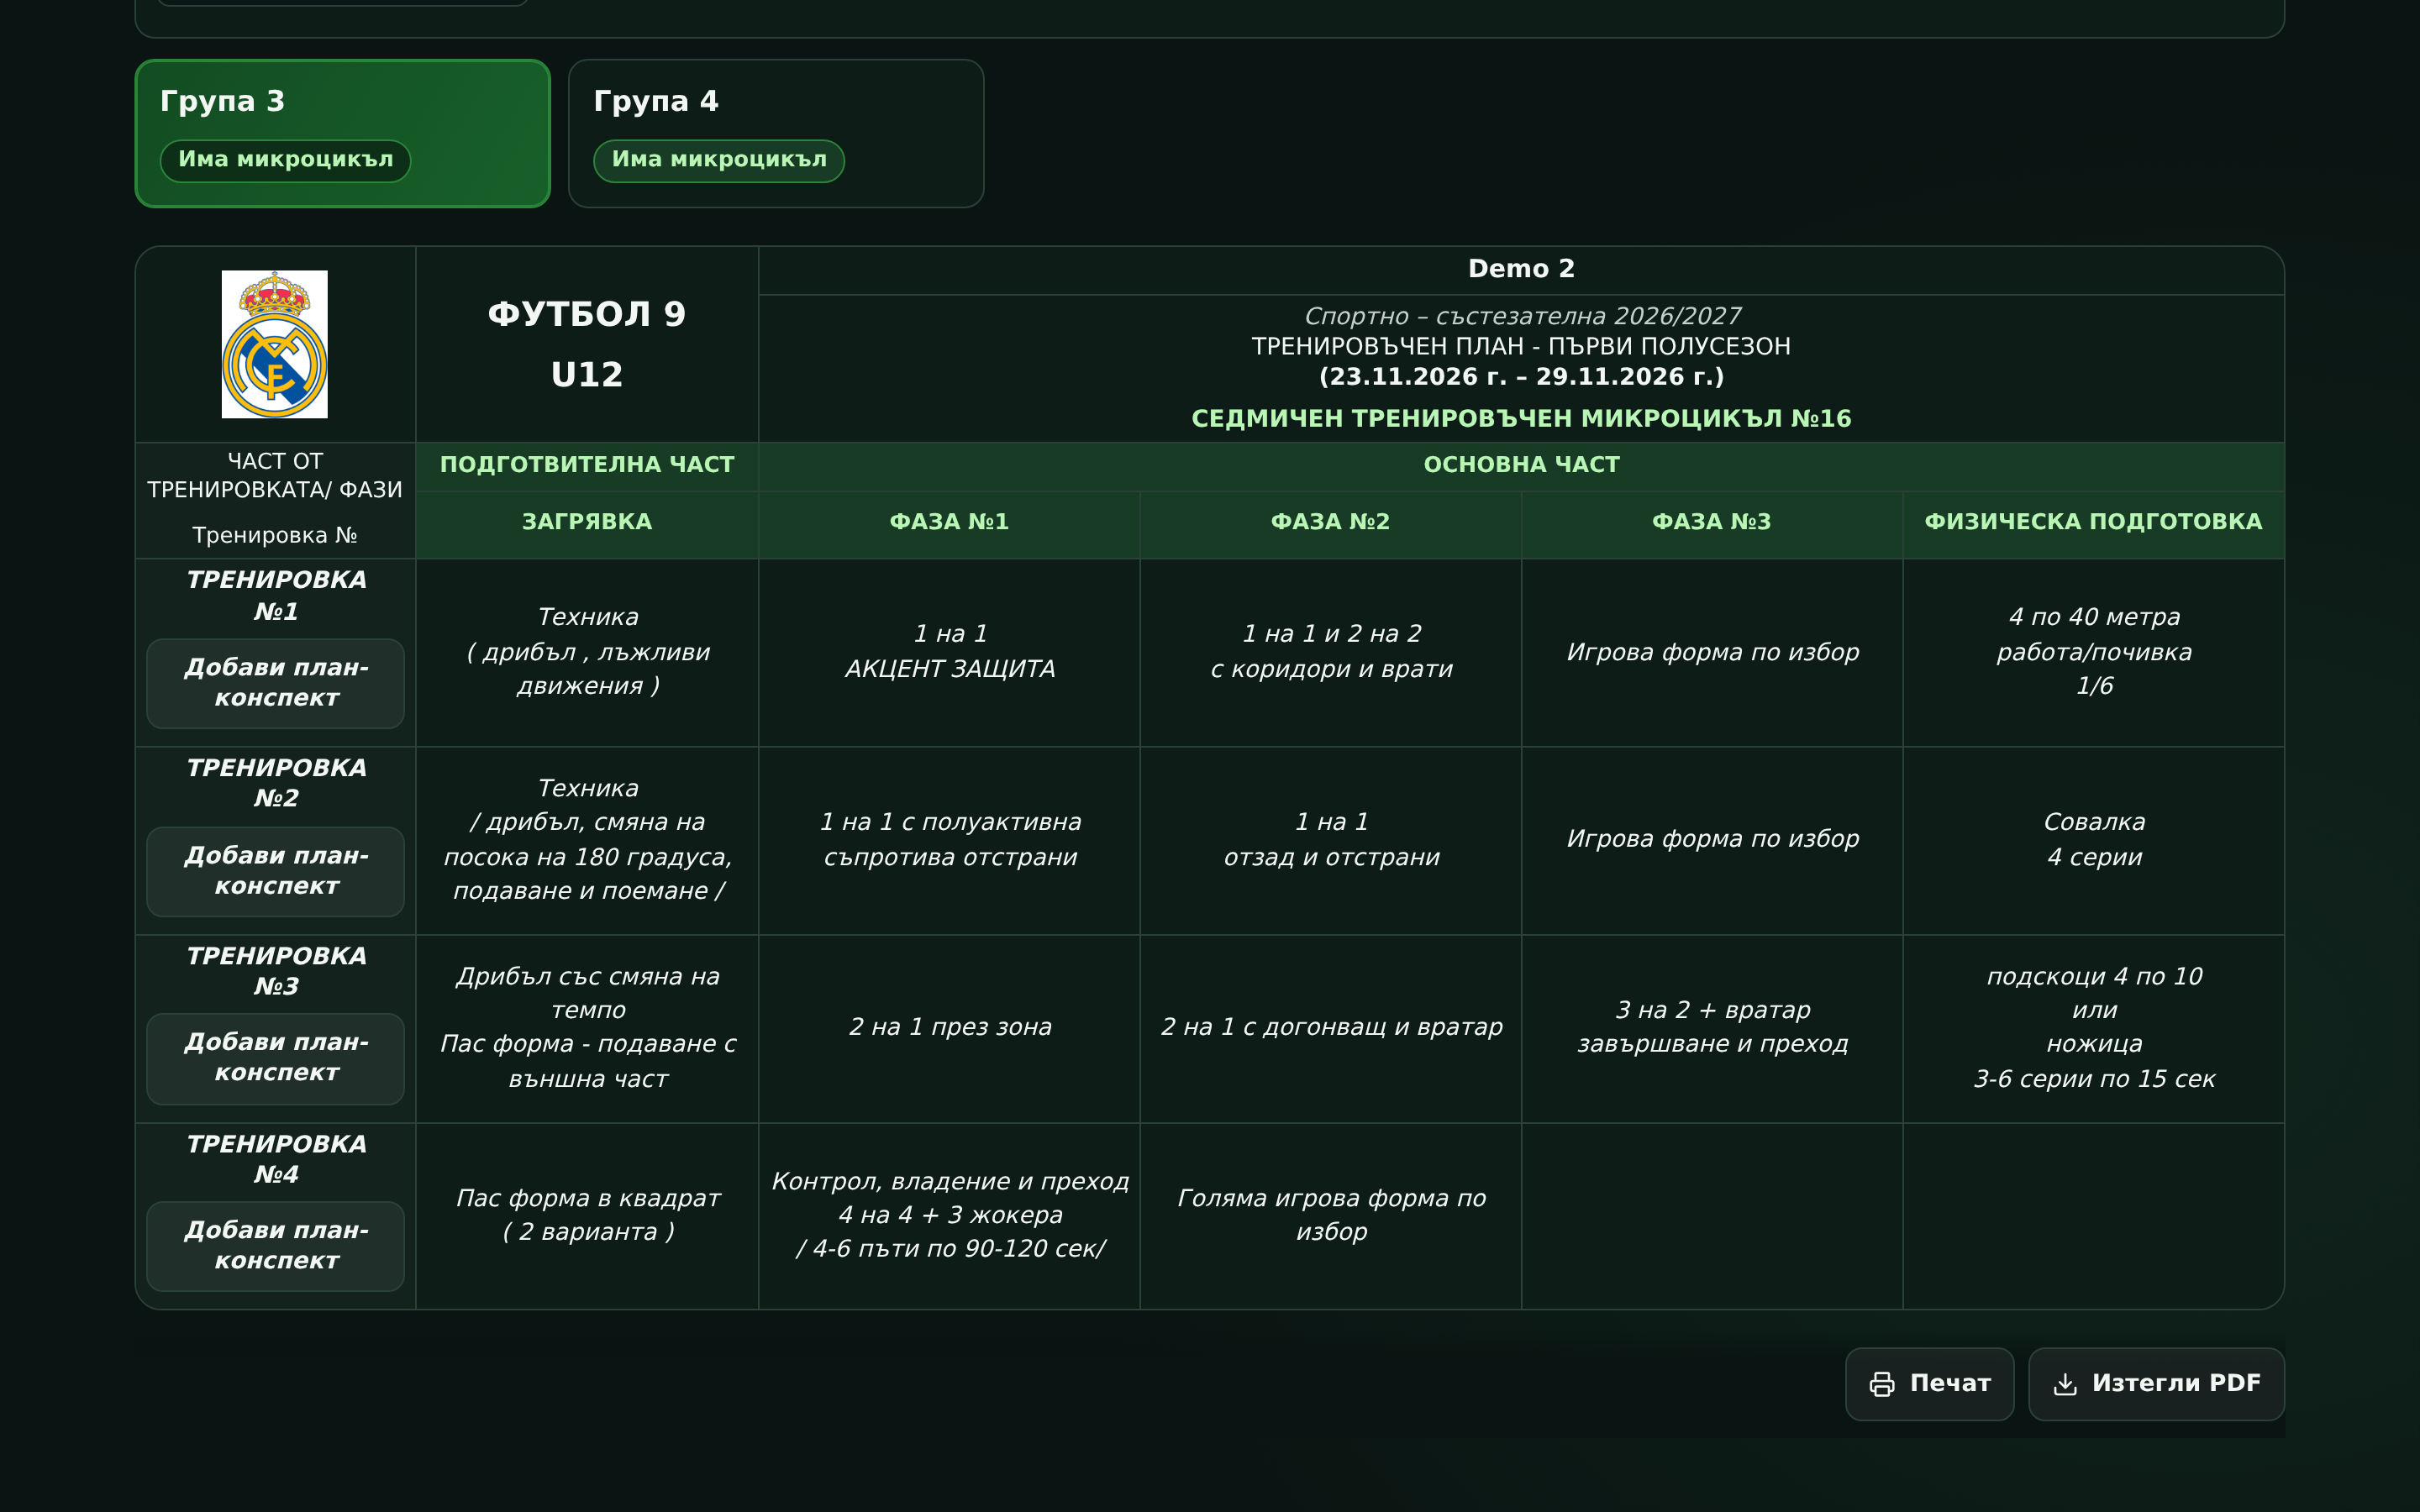 Група 3
Има микроцикъл
Група 4
Има микроцикъл
ФУТБОЛ 9
U12
Demo 2
Спортно – състезателна 2026/2027
ТРЕНИРОВЪЧЕН ПЛАН - ПЪРВИ ПОЛУСЕЗОН
(23.11.2026 г. – 29.11.2026 г.)
СЕДМИЧЕН ТРЕНИРОВЪЧЕН МИКРОЦИКЪЛ №16
ЧАСТ ОТ
ТРЕНИРОВКАТА/ ФАЗИ
Тренировка №
ПОДГОТВИТЕЛНА ЧАСТ
ОСНОВНА ЧАСТ
ЗАГРЯВКА
ФАЗА №1
ФАЗА №2
ФАЗА №3
ФИЗИЧЕСКА ПОДГОТОВКА
ТРЕНИРОВКА
№1
Добави план-
конспект
Техника
( дрибъл , лъжливи
движения )
1 на 1
АКЦЕНТ ЗАЩИТА
1 на 1 и 2 на 2
с коридори и врати
Игрова форма по избор
4 по 40 метра
работа/почивка
1/6
ТРЕНИРОВКА
№2
Добави план-
конспект
Техника
/ дрибъл, смяна на
посока на 180 градуса,
подаване и поемане /
1 на 1 с полуактивна
съпротива отстрани
1 на 1
отзад и отстрани
Игрова форма по избор
Совалка
4 серии
ТРЕНИРОВКА
№3
Добави план-
конспект
Дрибъл със смяна на
темпо
Пас форма - подаване с
външна част
2 на 1 през зона
2 на 1 с догонващ и вратар
3 на 2 + вратар
завършване и преход
подскоци 4 по 10
или
ножица
3-6 серии по 15 сек
ТРЕНИРОВКА
№4
Добави план-
конспект
Пас форма в квадрат
( 2 варианта )
Контрол, владение и преход
4 на 4 + 3 жокера
/ 4-6 пъти по 90-120 сек/
Голяма игрова форма по
избор
Печат
Изтегли PDF